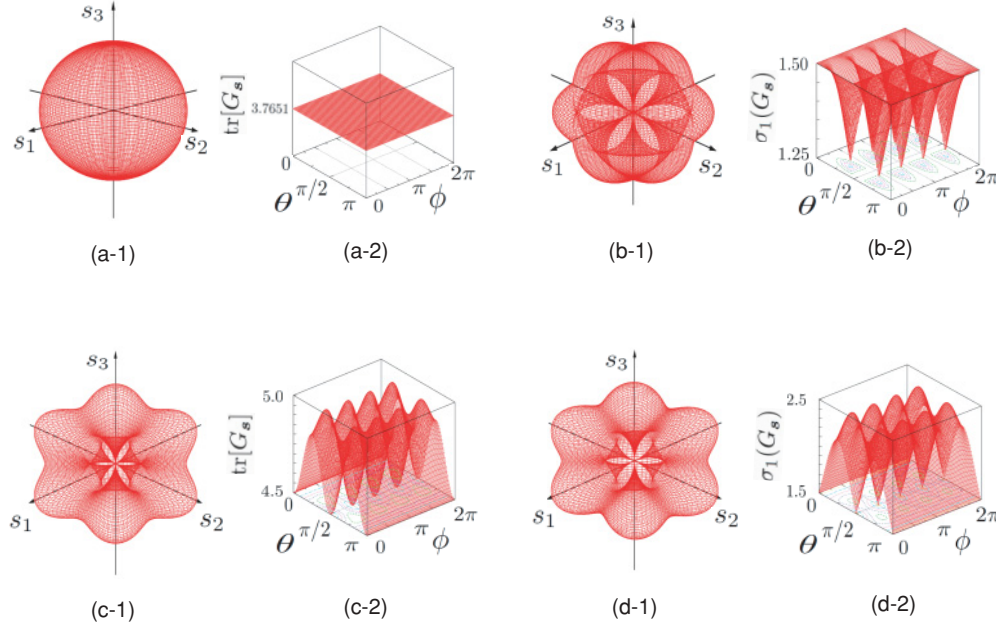 s₃
s₁
s₂
(a-1)
tr[Gₛ]
3.7651
0
θ
π/2
π
0
π
ϕ
2π
(a-2)
s₃
s₁
s₂
(b-1)
σ₁(Gₛ)
1.50
1.25
0
θ
π/2
π
0
π
ϕ
2π
(b-2)
s₃
s₁
s₂
(c-1)
tr[Gₛ]
5.0
4.5
0
θ
π/2
π
0
π
ϕ
2π
(c-2)
s₃
s₁
s₂
(d-1)
σ₁(Gₛ)
2.5
1.5
0
θ
π/2
π
0
π
ϕ
2π
(d-2)